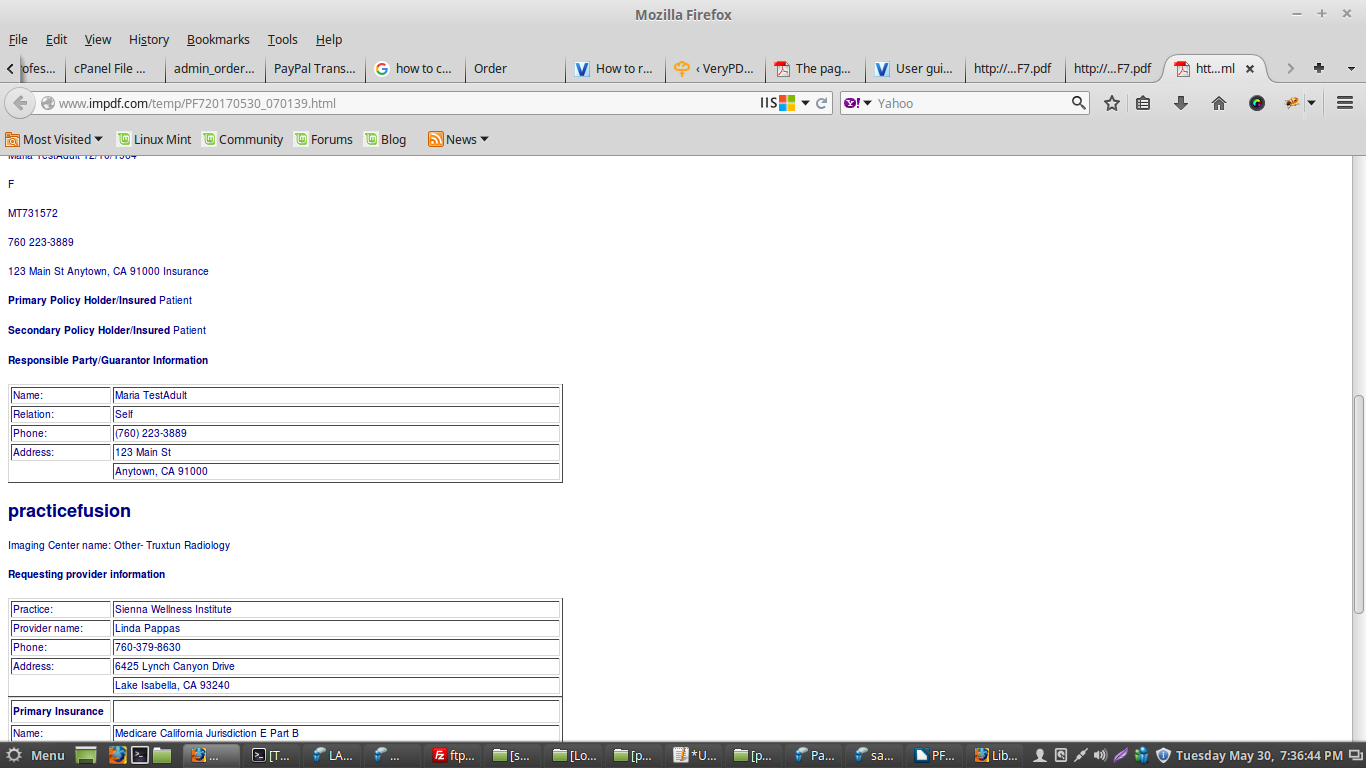 Mozilla Firefox
File Edit View History Bookmarks Tools Help
ofes... cPanel File ... admin_order... PayPal Trans... how to c... Order How to r... ‹ VeryPD... The pag... User gui... http://...F7.pdf http://...F7.pdf htt...ml
www.impdf.com/temp/PF720170530_070139.html IIS Yahoo
Most Visited Linux Mint Community Forums Blog News
Maria TestAdult
F
MT731572
760 223-3889
123 Main St Anytown, CA 91000 Insurance
Primary Policy Holder/Insured Patient
Secondary Policy Holder/Insured Patient
Responsible Party/Guarantor Information
Name: Maria TestAdult
Relation: Self
Phone: (760) 223-3889
Address: 123 Main St
Anytown, CA 91000
practicefusion
Imaging Center name: Other- Truxtun Radiology
Requesting provider information
Practice: Sienna Wellness Institute
Provider name: Linda Pappas
Phone: 760-379-8630
Address: 6425 Lynch Canyon Drive
Lake Isabella, CA 93240
Primary Insurance
Name: Medicare California Jurisdiction E Part B
Menu ... [T... LA... ... ftp... [s... [Lo... [p... *U... [p... Pa... sa... PF... Lib... Tuesday May 30, 7:36:44 PM